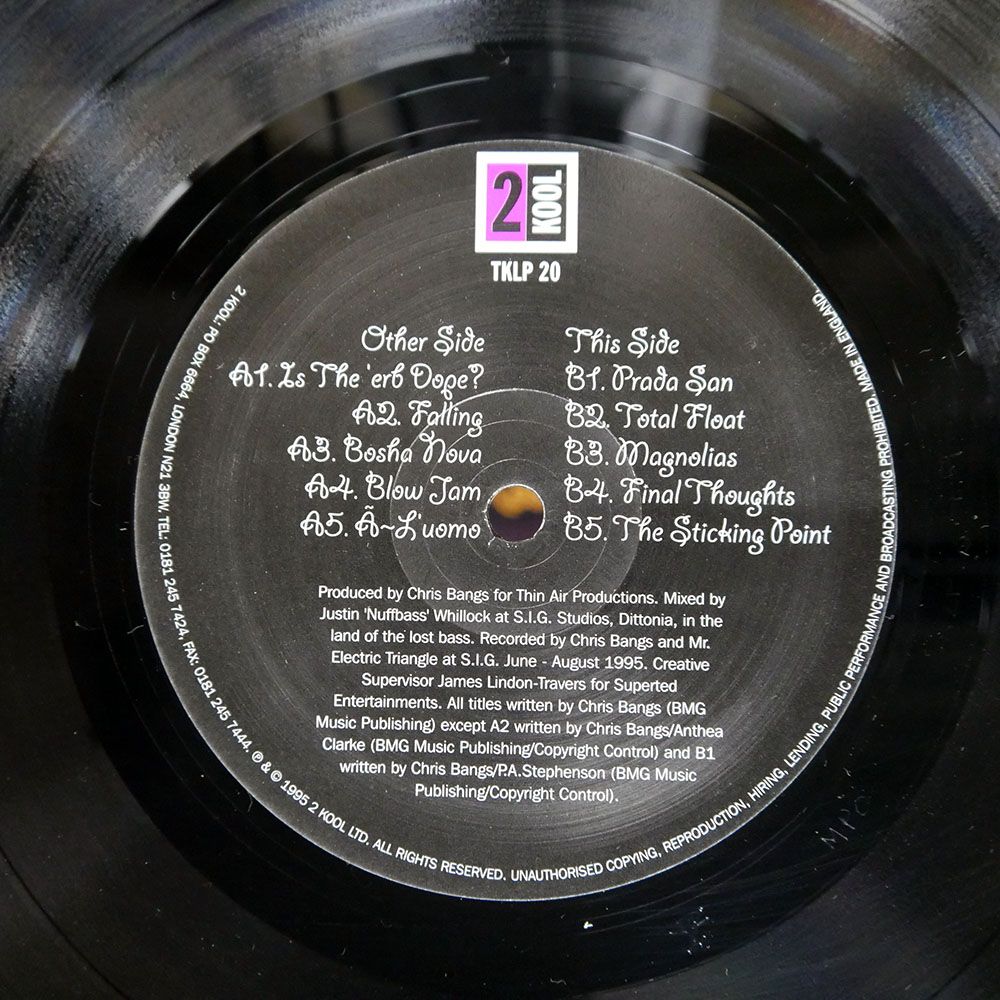 2 KOOL
TKLP 20
Other Side
A1. Is The 'erb Dope?
A2. Falling
A3. Bosha Nova
A4. Blow Jam
A5. Ã~L'uomo
This Side
B1. Prada San
B2. Total Float
B3. Magnolias
B4. Final Thoughts
B5. The Sticking Point
Produced by Chris Bangs for Thin Air Productions. Mixed by
Justin 'Nuffbass' Whillock at S.I.G. Studios, Dittonia, in the
land of the lost bass. Recorded by Chris Bangs and Mr.
Electric Triangle at S.I.G. June - August 1995. Creative
Supervisor James Lindon-Travers for Superted
Entertainments. All titles written by Chris Bangs (BMG
Music Publishing) except A2 written by Chris Bangs/Anthea
Clarke (BMG Music Publishing/Copyright Control) and B1
written by Chris Bangs/P.A.Stephenson (BMG Music
Publishing/Copyright Control).
2 KOOL, PO BOX 6664, LONDON N21 3BW, TEL: 0181 245 7424, FAX: 0181 245 7444. ℗ & © 1995 2 KOOL LTD. ALL RIGHTS RESERVED. UNAUTHORISED COPYING, REPRODUCTION, HIRING, LENDING, PUBLIC PERFORMANCE AND BROADCASTING PROHIBITED. MADE IN ENGLAND.
MPO